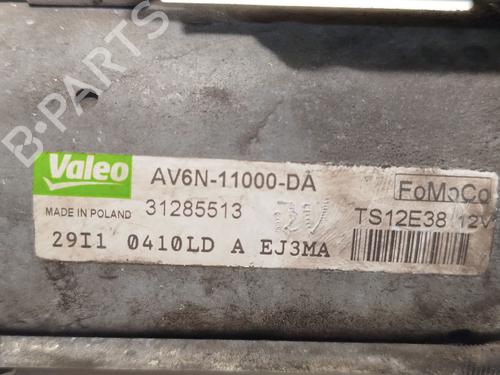 B-PARTS
Valeo
AV6N-11000-DA
FoMoCo
MADE IN POLAND
31285513
TS12E38
12V
29I1 0410LD A EJ3MA